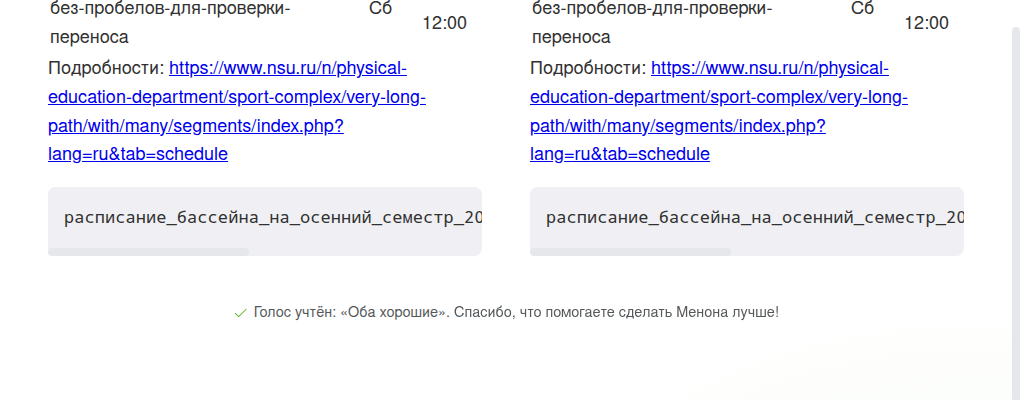 без-пробелов-для-проверки-
переноса
Сб
12:00
Подробности: https://www.nsu.ru/n/physical-
education-department/sport-complex/very-long-
path/with/many/segments/index.php?
lang=ru&tab=schedule
расписание_бассейна_на_осенний_семестр_20
без-пробелов-для-проверки-
переноса
Сб
12:00
Подробности: https://www.nsu.ru/n/physical-
education-department/sport-complex/very-long-
path/with/many/segments/index.php?
lang=ru&tab=schedule
расписание_бассейна_на_осенний_семестр_20
Голос учтён: «Оба хорошие». Спасибо, что помогаете сделать Менона лучше!